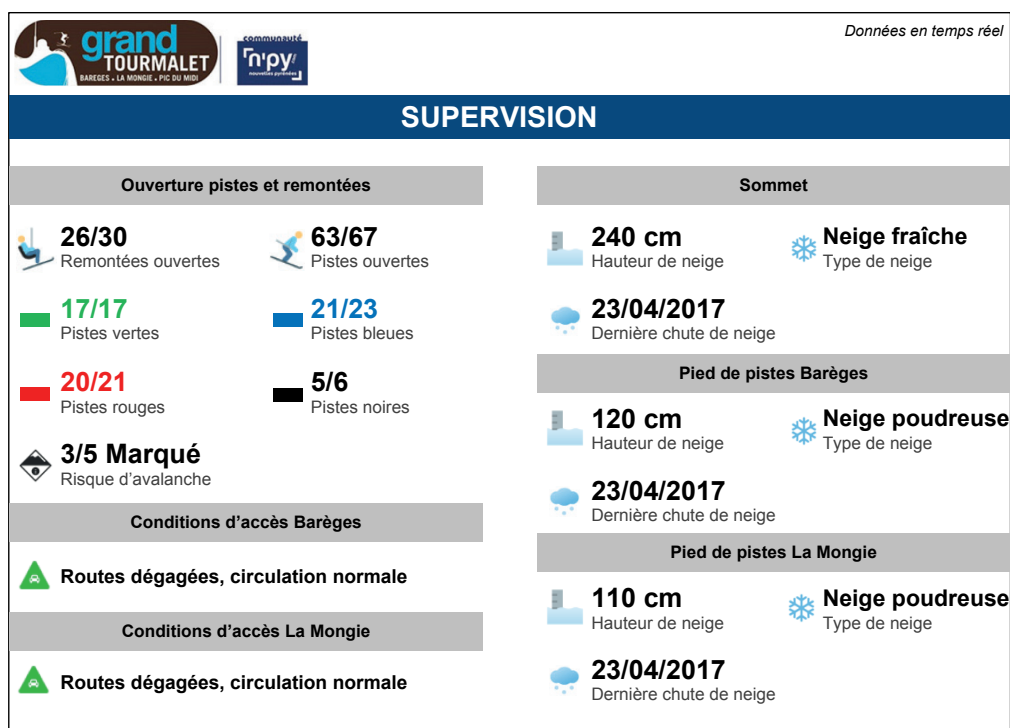 grand
TOURMALET
BAREGES . LA MONGIE . PIC DU MIDI
communauté
n'py
nouvelles pyrénées
Données en temps réel
SUPERVISION
Ouverture pistes et remontées
26/30
Remontées ouvertes
63/67
Pistes ouvertes
17/17
Pistes vertes
21/23
Pistes bleues
20/21
Pistes rouges
5/6
Pistes noires
3/5 Marqué
Risque d'avalanche
Conditions d'accès Barèges
Routes dégagées, circulation normale
Conditions d'accès La Mongie
Routes dégagées, circulation normale
Sommet
240 cm
Hauteur de neige
Neige fraîche
Type de neige
23/04/2017
Dernière chute de neige
Pied de pistes Barèges
120 cm
Hauteur de neige
Neige poudreuse
Type de neige
23/04/2017
Dernière chute de neige
Pied de pistes La Mongie
110 cm
Hauteur de neige
Neige poudreuse
Type de neige
23/04/2017
Dernière chute de neige